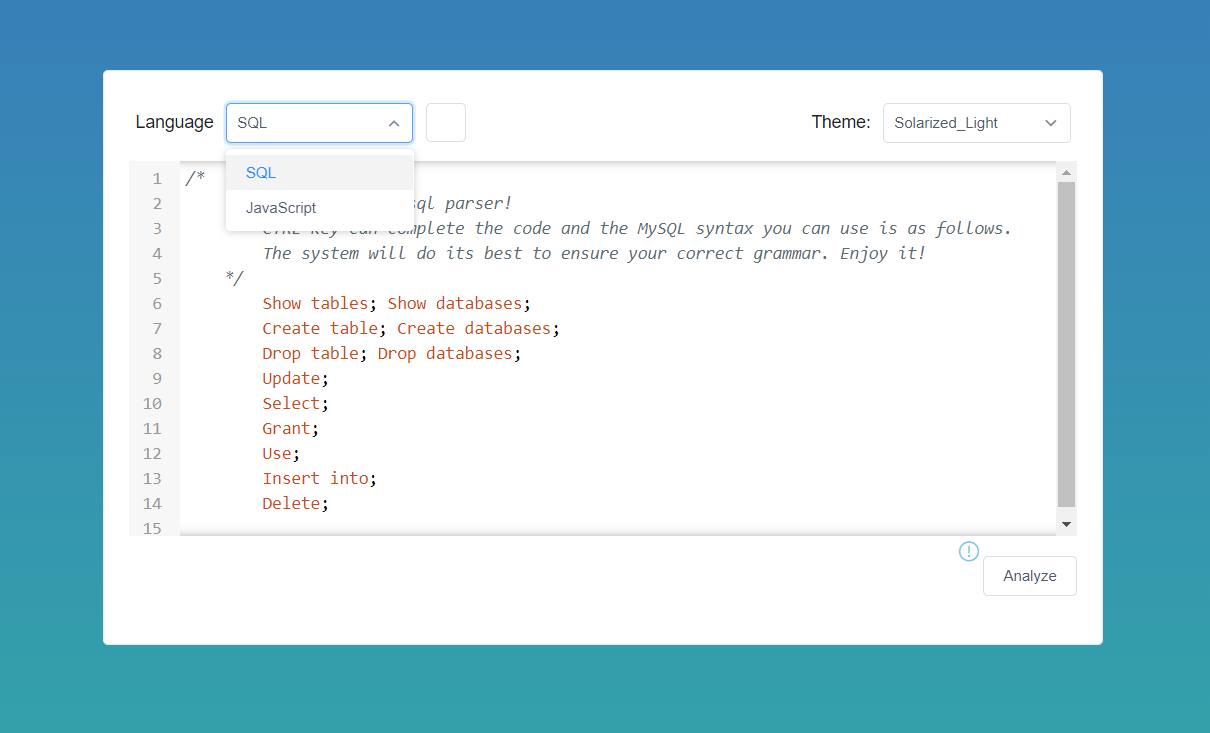 Language SQL Theme: Solarized_Light
SQL
JavaScript
1 /*
2 sql parser!
3 key can complete the code and the MySQL syntax you can use is as follows.
4 The system will do its best to ensure your correct grammar. Enjoy it!
5 */
6 Show tables; Show databases;
7 Create table; Create databases;
8 Drop table; Drop databases;
9 Update;
10 Select;
11 Grant;
12 Use;
13 Insert into;
14 Delete;
15
!
Analyze